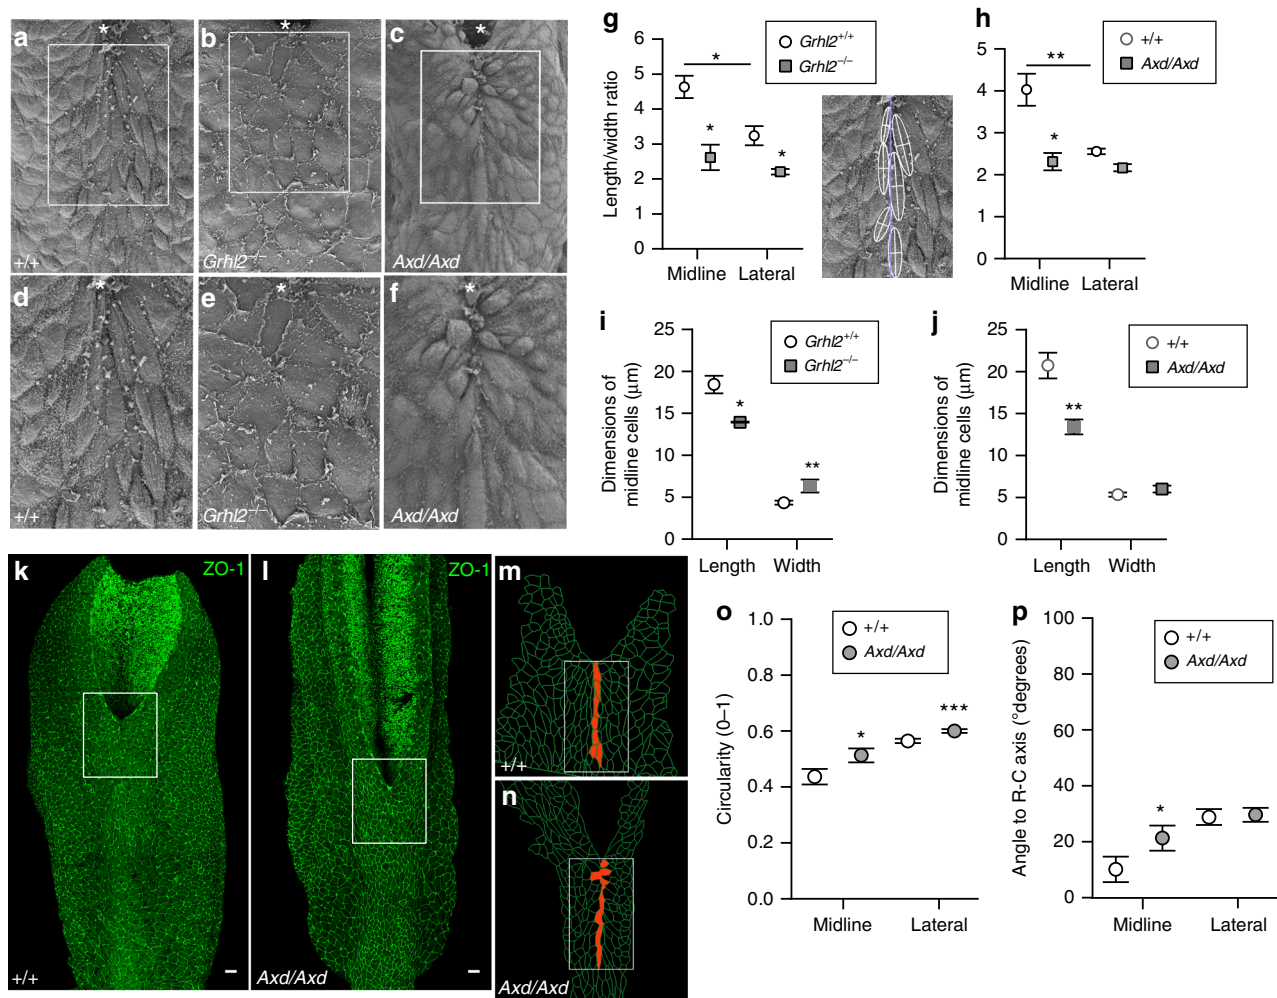 a
*
+/+
b
*
Grhl2−/−
c
*
Axd/Axd
d
*
+/+
e
*
Grhl2−/−
f
*
Axd/Axd
g
Grhl2+/+
Grhl2−/−
Length/width ratio
6
5
4
3
2
1
0
*
*
*
Midline Lateral
h
+/+
Axd/Axd
5
4
3
2
1
0
**
*
Midline Lateral
i
Grhl2+/+
Grhl2−/−
Dimensions of
midline cells (μm)
25
20
15
10
5
0
*
**
Length Width
j
+/+
Axd/Axd
Dimensions of
midline cells (μm)
25
20
15
10
5
0
**
Length Width
k
ZO-1
+/+
l
ZO-1
Axd/Axd
m
+/+
n
Axd/Axd
o
+/+
Axd/Axd
Circularity (0–1)
1.0
0.8
0.6
0.4
0.2
0.0
*
***
Midline Lateral
p
+/+
Axd/Axd
Angle to R-C axis (°degrees)
100
80
60
40
20
0
*
Midline Lateral